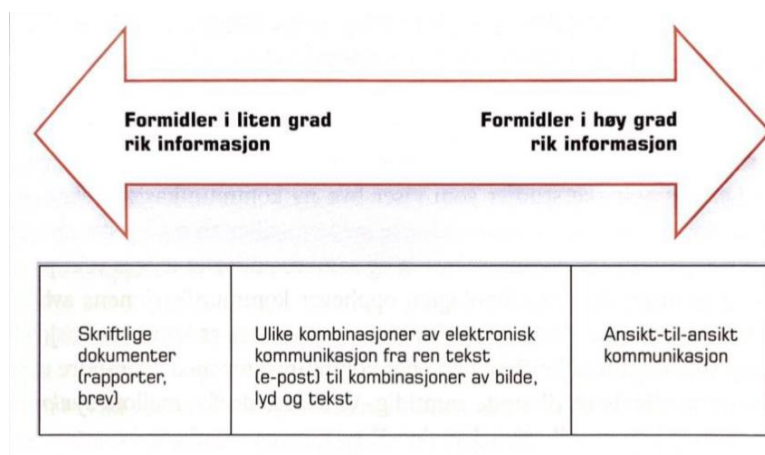 Formidler i liten grad
rik informasjon
Formidler i høy grad
rik informasjon
Skriftlige
dokumenter
(rapporter,
brev)
Ulike kombinasjoner av elektronisk
kommunikasjon fra ren tekst
(e-post) til kombinasjoner av bilde,
lyd og tekst
Ansikt-til-ansikt
kommunikasjon